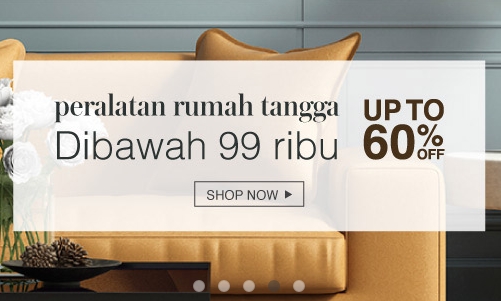 peralatan rumah tangga
Dibawah 99 ribu
UP TO
60% OFF
SHOP NOW